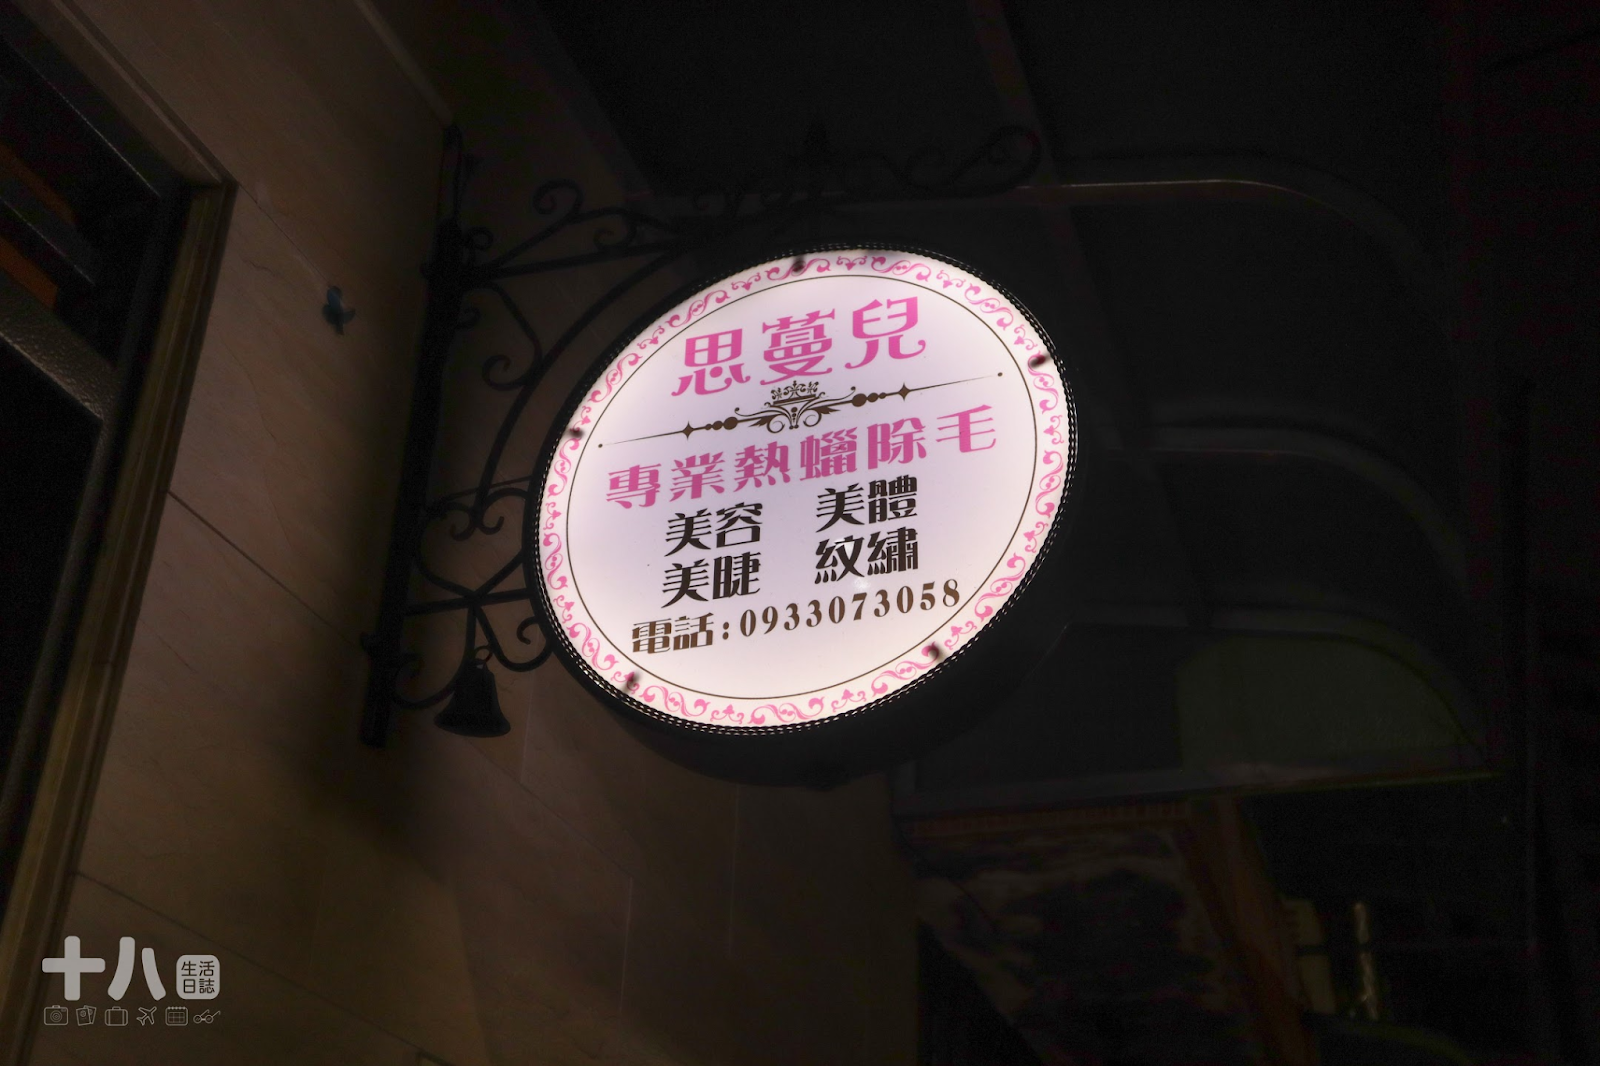 思蔓兒
專業熱蠟除毛
美容 美體
美睫 紋繡
電話:0933073058
十八 生活日誌